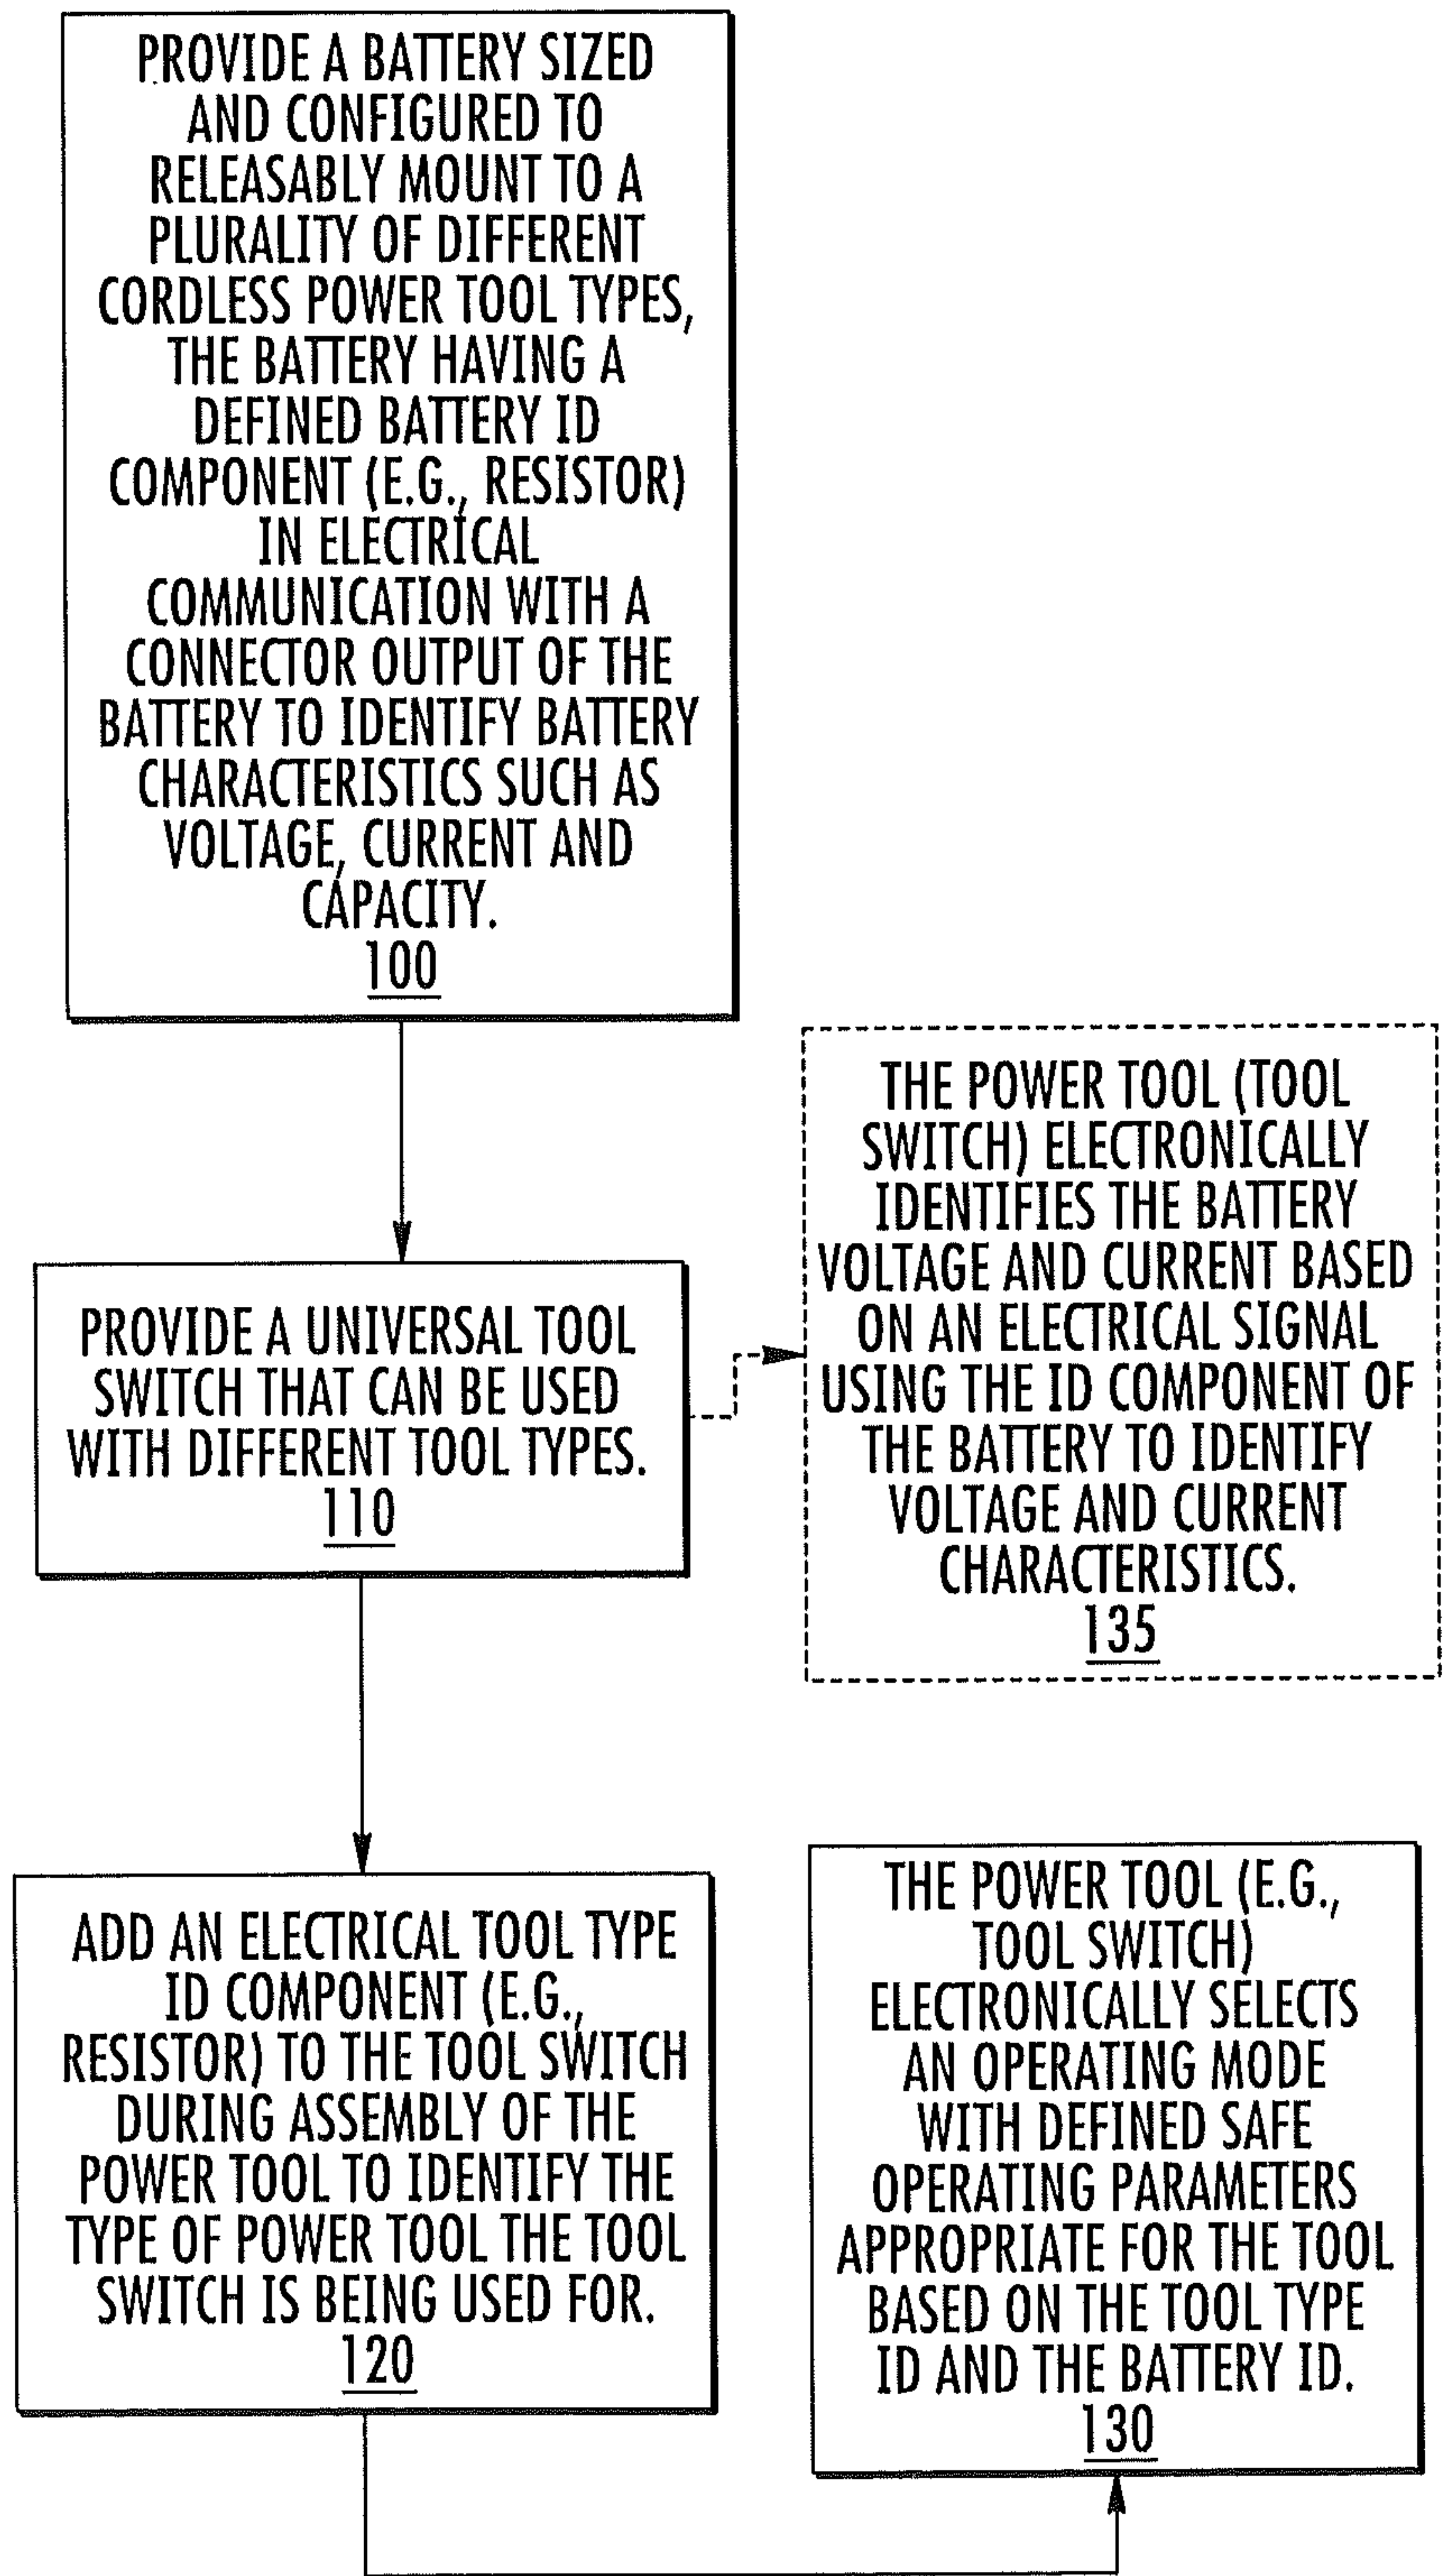 PROVIDE A BATTERY SIZED
AND CONFIGURED TO
RELEASABLY MOUNT TO A
PLURALITY OF DIFFERENT
CORDLESS POWER TOOL TYPES,
THE BATTERY HAVING A
DEFINED BATTERY ID
COMPONENT (E.G., RESISTOR)
IN ELECTRICAL
COMMUNICATION WITH A
CONNECTOR OUTPUT OF THE
BATTERY TO IDENTIFY BATTERY
CHARACTERISTICS SUCH AS
VOLTAGE, CURRENT AND
CAPACITY.
100
PROVIDE A UNIVERSAL TOOL
SWITCH THAT CAN BE USED
WITH DIFFERENT TOOL TYPES.
110
THE POWER TOOL (TOOL
SWITCH) ELECTRONICALLY
IDENTIFIES THE BATTERY
VOLTAGE AND CURRENT BASED
ON AN ELECTRICAL SIGNAL
USING THE ID COMPONENT OF
THE BATTERY TO IDENTIFY
VOLTAGE AND CURRENT
CHARACTERISTICS.
135
ADD AN ELECTRICAL TOOL TYPE
ID COMPONENT (E.G.,
RESISTOR) TO THE TOOL SWITCH
DURING ASSEMBLY OF THE
POWER TOOL TO IDENTIFY THE
TYPE OF POWER TOOL THE TOOL
SWITCH IS BEING USED FOR.
120
THE POWER TOOL (E.G.,
TOOL SWITCH)
ELECTRONICALLY SELECTS
AN OPERATING MODE
WITH DEFINED SAFE
OPERATING PARAMETERS
APPROPRIATE FOR THE TOOL
BASED ON THE TOOL TYPE
ID AND THE BATTERY ID.
130